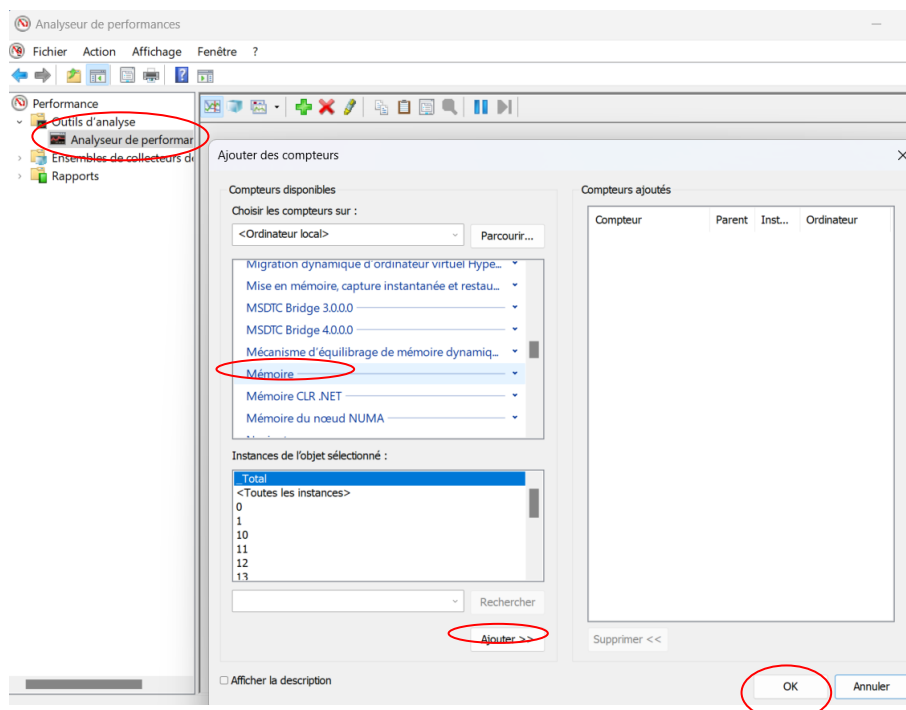 Analyseur de performances
Fichier Action Affichage Fenêtre ?
Performance
Outils d'analyse
Analyseur de performar
Ensembles de collecteurs de
Rapports
Ajouter des compteurs
Compteurs disponibles
Choisir les compteurs sur :
<Ordinateur local>
Parcourir...
Migration dynamique d'ordinateur virtuel Hype...
Mise en mémoire, capture instantanée et restau...
MSDTC Bridge 3.0.0.0
MSDTC Bridge 4.0.0.0
Mécanisme d'équilibrage de mémoire dynamiq...
Mémoire
Mémoire CLR .NET
Mémoire du nœud NUMA
Instances de l'objet sélectionné :
_Total
<Toutes les instances>
0
1
10
11
12
13
Rechercher
Ajouter >>
Afficher la description
Compteurs ajoutés
Compteur Parent Inst... Ordinateur
Supprimer <<
OK Annuler